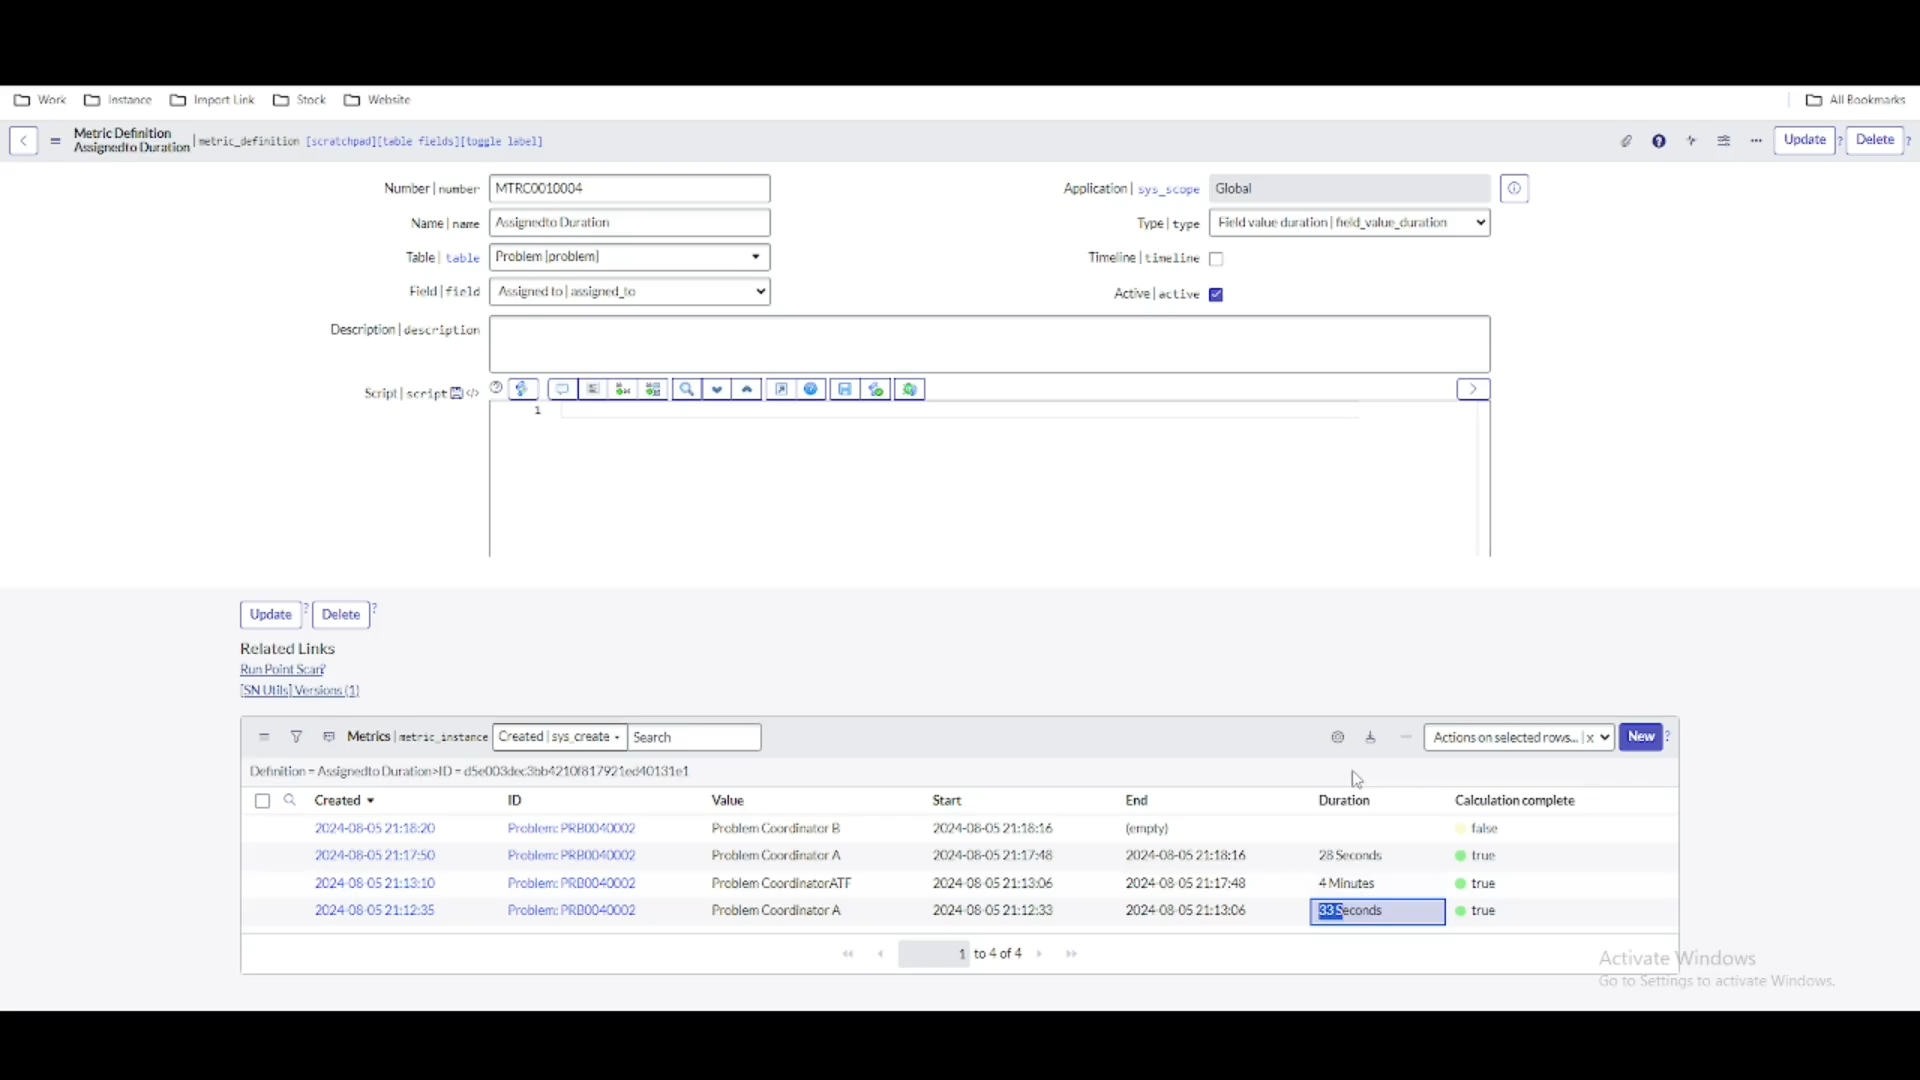 Work Instance Import Link Stock Website All Bookmarks
Metric Definition
Assignedto Duration metric_definition [scratchpad][table fields][toggle label] Update ? Delete ?
Number | number MTRC0010004 Application | sys_scope Global
Name | name Assignedto Duration Type | type Field value duration | field_value_duration
Table | table Problem [problem] Timeline | timeline
Field | field Assigned to | assigned_to Active | active
Description | description
Script | script
1
Update ? Delete ?
Related Links
Run Point Scan?
[SN Utils] Versions (1)
Metrics | metric_instance Created | sys_create Search Actions on selected rows... | x New ?
Definition = Assignedto Duration>ID = d5e003dec3bb4210f817921ed40131e1
Created ID Value Start End Duration Calculation complete
2024-08-05 21:18:20 Problem: PRB0040002 Problem Coordinator B 2024-08-05 21:18:16 (empty) false
2024-08-05 21:17:50 Problem: PRB0040002 Problem Coordinator A 2024-08-05 21:17:48 2024-08-05 21:18:16 28 Seconds true
2024-08-05 21:13:10 Problem: PRB0040002 Problem CoordinatorATF 2024-08-05 21:13:06 2024-08-05 21:17:48 4 Minutes true
2024-08-05 21:12:35 Problem: PRB0040002 Problem Coordinator A 2024-08-05 21:12:33 2024-08-05 21:13:06 33 Seconds true
1 to 4 of 4
Activate Windows
Go to Settings to activate Windows.